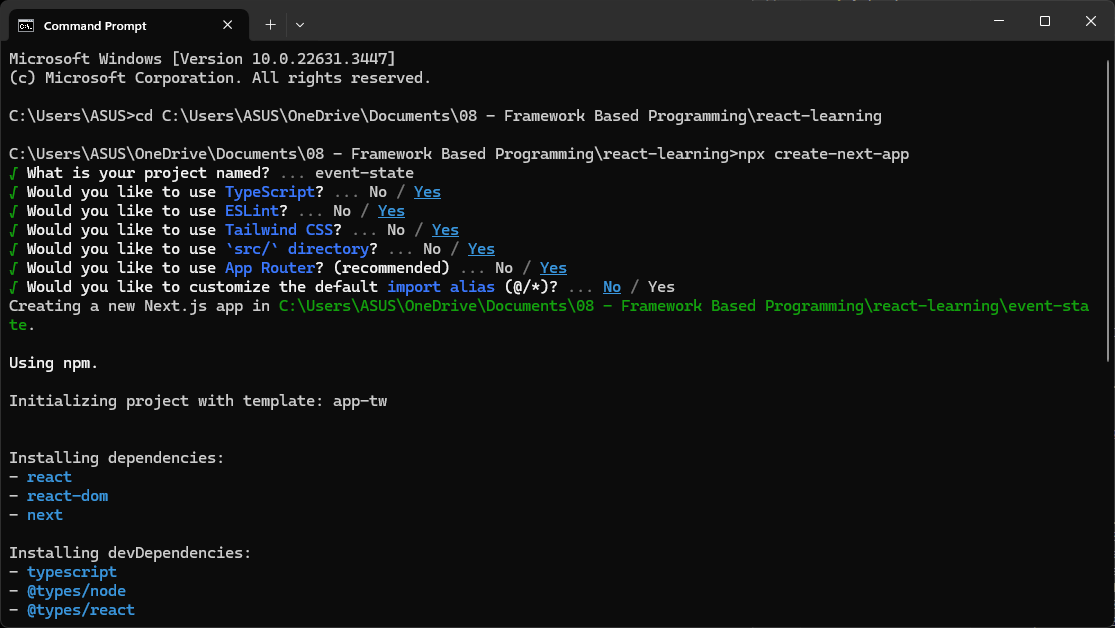 Command Prompt
Microsoft Windows [Version 10.0.22631.3447]
(c) Microsoft Corporation. All rights reserved.
C:\Users\ASUS>cd C:\Users\ASUS\OneDrive\Documents\08 - Framework Based Programming\react-learning
C:\Users\ASUS\OneDrive\Documents\08 - Framework Based Programming\react-learning>npx create-next-app
√ What is your project named? ... event-state
√ Would you like to use TypeScript? ... No / Yes
√ Would you like to use ESLint? ... No / Yes
√ Would you like to use Tailwind CSS? ... No / Yes
√ Would you like to use `src/` directory? ... No / Yes
√ Would you like to use App Router? (recommended) ... No / Yes
√ Would you like to customize the default import alias (@/*)? ... No / Yes
Creating a new Next.js app in C:\Users\ASUS\OneDrive\Documents\08 - Framework Based Programming\react-learning\event-sta
te.
Using npm.
Initializing project with template: app-tw
Installing dependencies:
- react
- react-dom
- next
Installing devDependencies:
- typescript
- @types/node
- @types/react